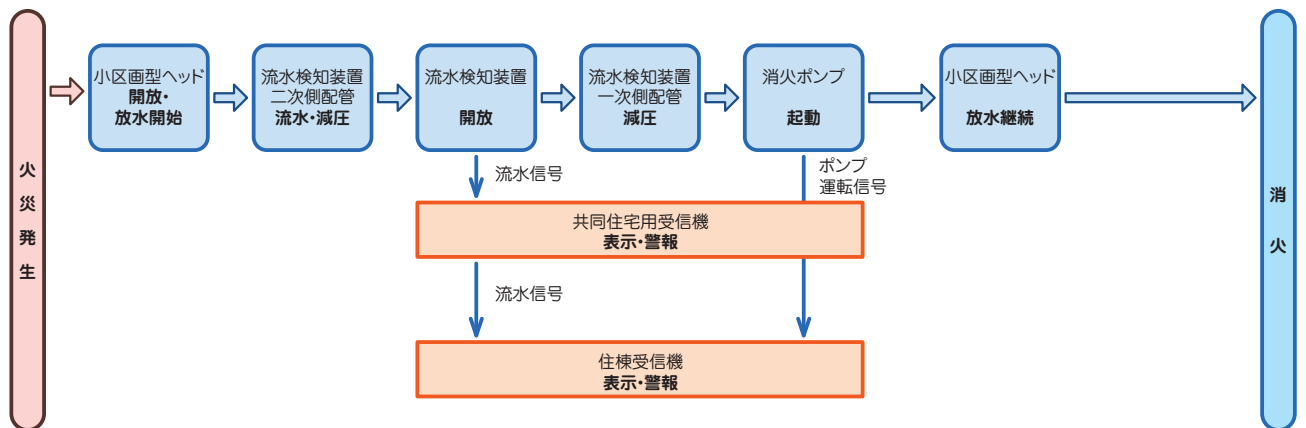 火災発生
小区画型ヘッド
開放・
放水開始
流水検知装置
二次側配管
流水・減圧
流水検知装置
開放
流水検知装置
一次側配管
減圧
消火ポンプ
起動
小区画型ヘッド
放水継続
消火
流水信号
ポンプ
運転信号
共同住宅用受信機
表示・警報
流水信号
住棟受信機
表示・警報